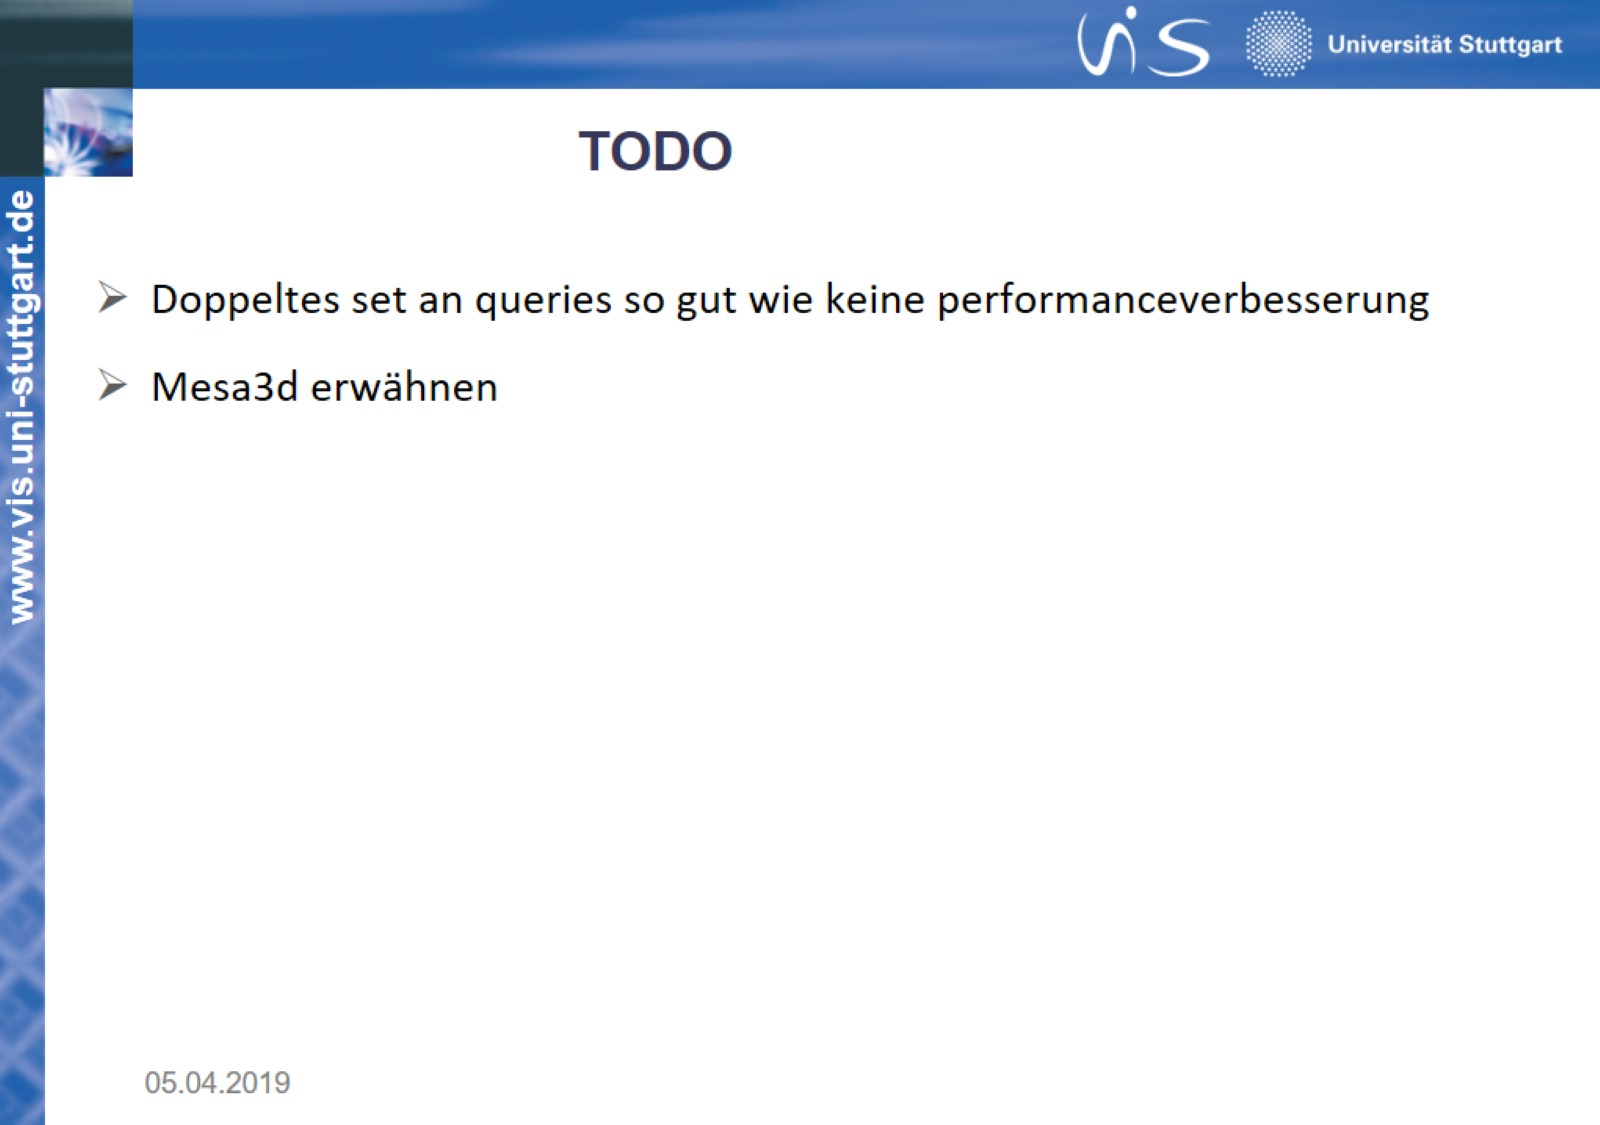 vis
Universität Stuttgart
www.vis.uni-stuttgart.de
TODO
Doppeltes set an queries so gut wie keine performanceverbesserung
Mesa3d erwähnen
05.04.2019